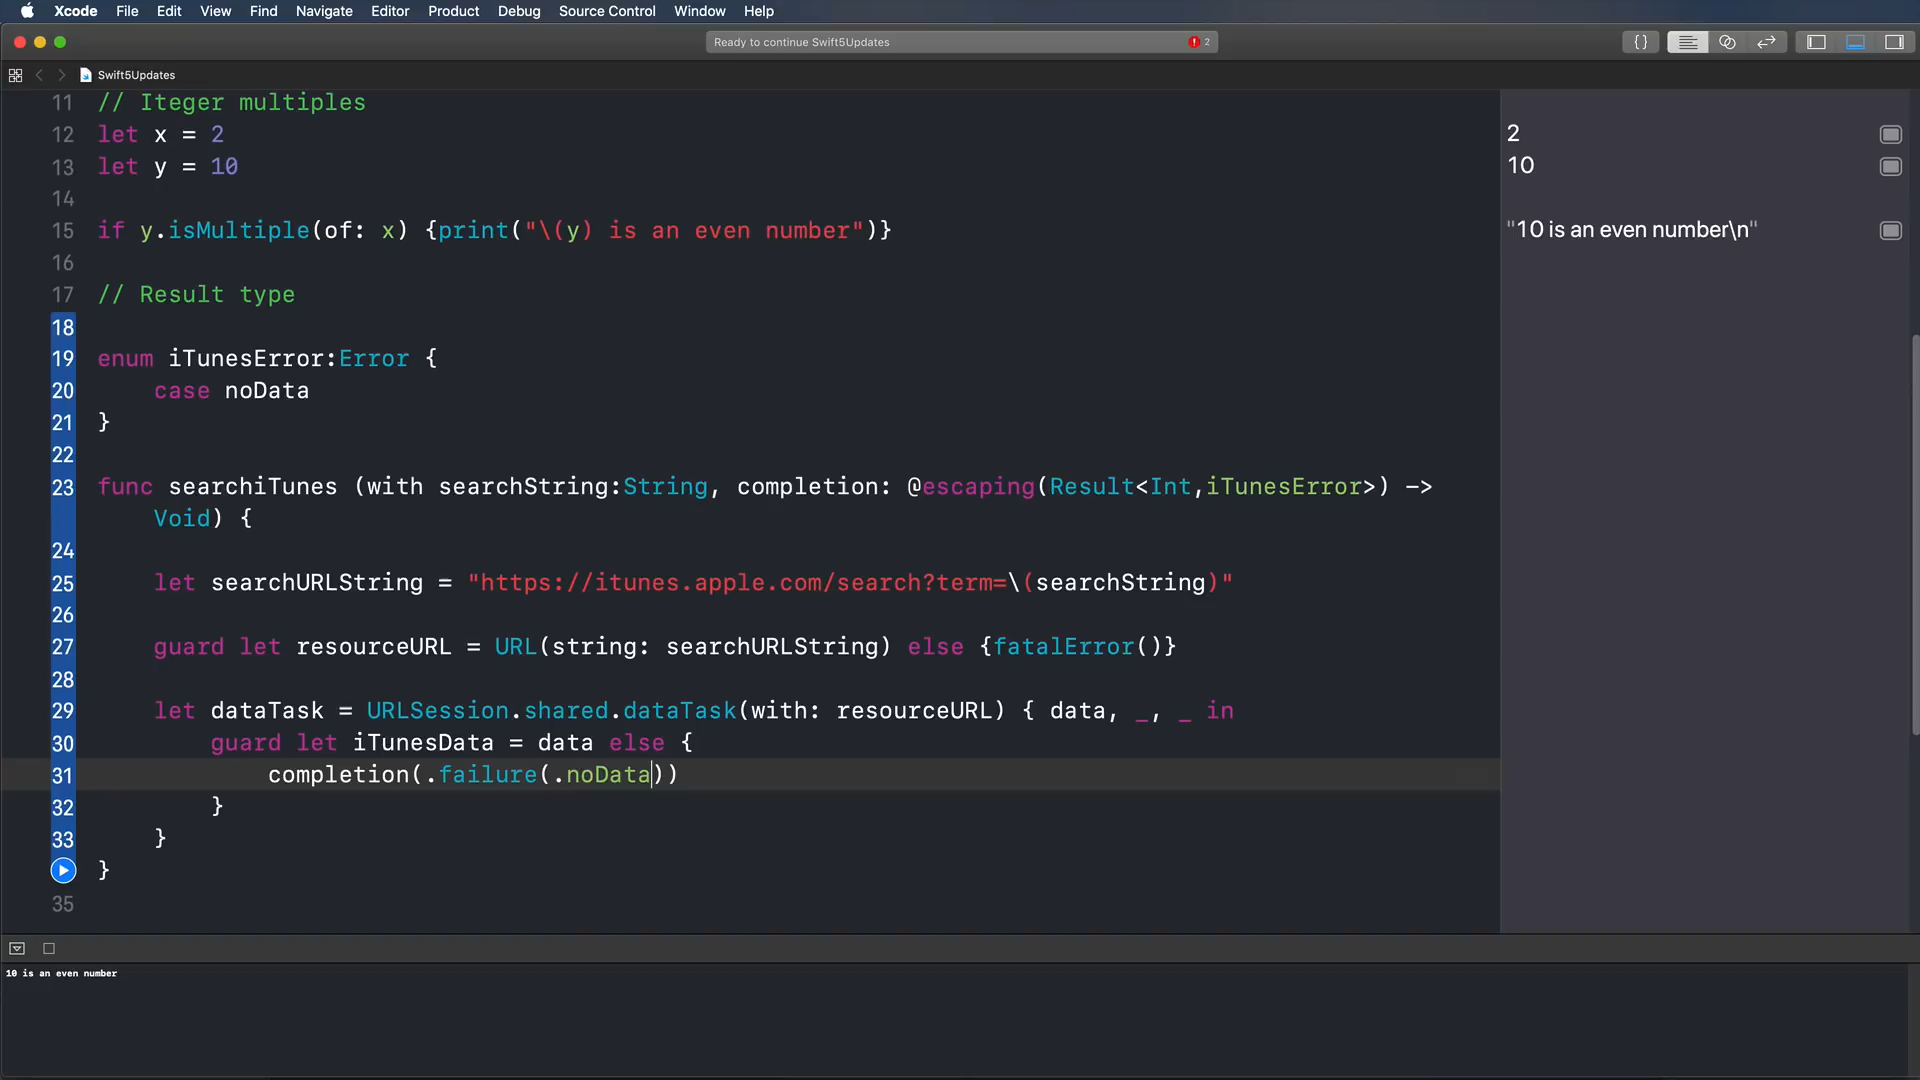 Xcode File Edit View Find Navigate Editor Product Debug Source Control Window Help
Ready to continue Swift5Updates 2
Swift5Updates
11 // Iteger multiples
12 let x = 2
13 let y = 10
14
15 if y.isMultiple(of: x) {print("\(y) is an even number")}
16
17 // Result type
18
19 enum iTunesError:Error {
20 case noData
21 }
22
23 func searchiTunes (with searchString:String, completion: @escaping(Result<Int,iTunesError>) ->
Void) {
24
25 let searchURLString = "https://itunes.apple.com/search?term=\(searchString)"
26
27 guard let resourceURL = URL(string: searchURLString) else {fatalError()}
28
29 let dataTask = URLSession.shared.dataTask(with: resourceURL) { data, _, _ in
30 guard let iTunesData = data else {
31 completion(.failure(.noData))
32 }
33 }
}
35
2
10
"10 is an even number\n"
10 is an even number